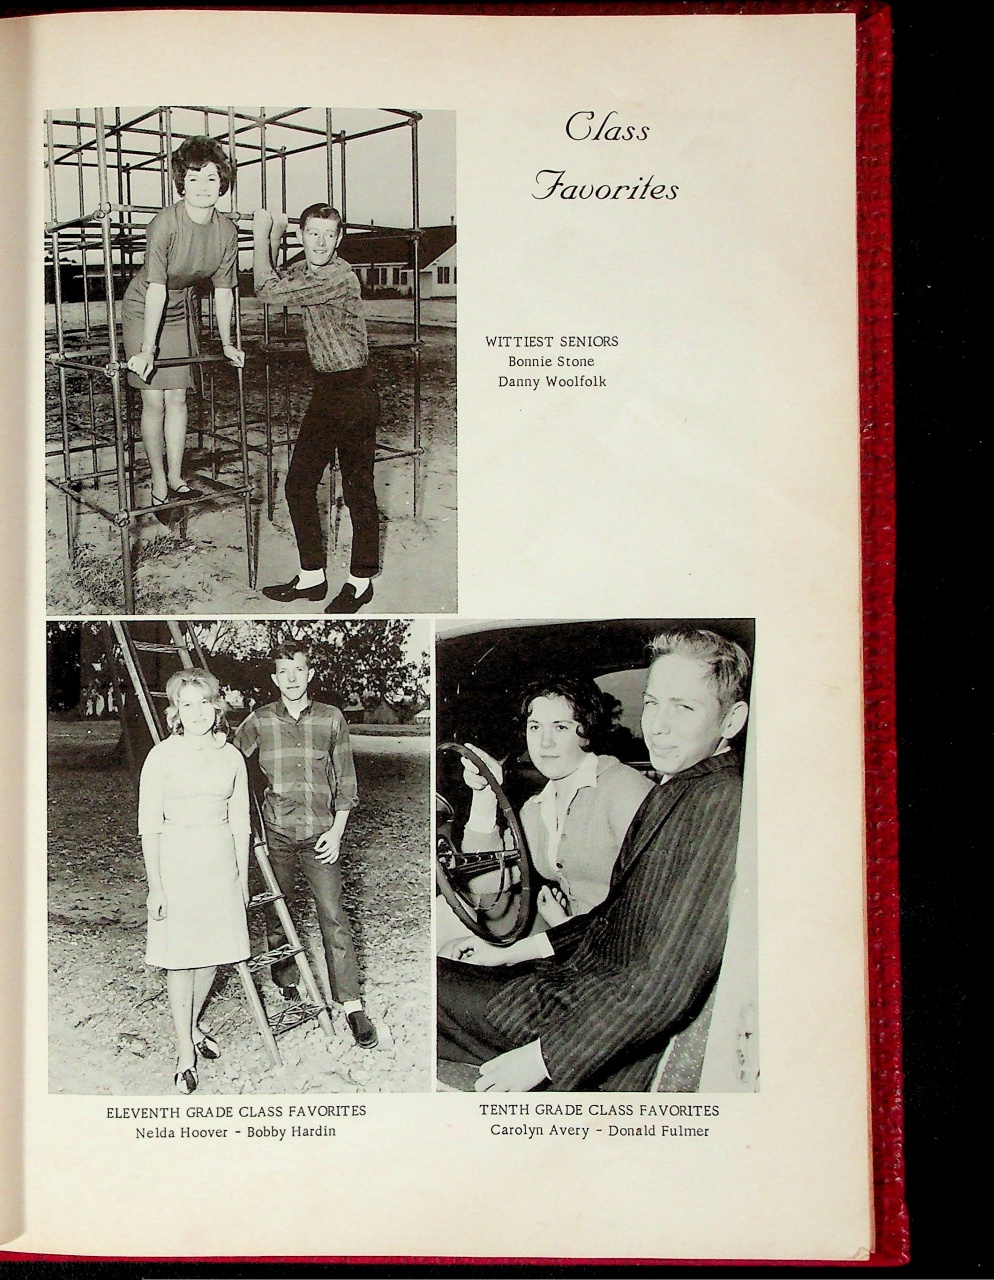 Class
Favorites
WITTIEST SENIORS
Bonnie Stone
Danny Woolfolk
ELEVENTH GRADE CLASS FAVORITES
Nelda Hoover - Bobby Hardin
TENTH GRADE CLASS FAVORITES
Carolyn Avery - Donald Fulmer